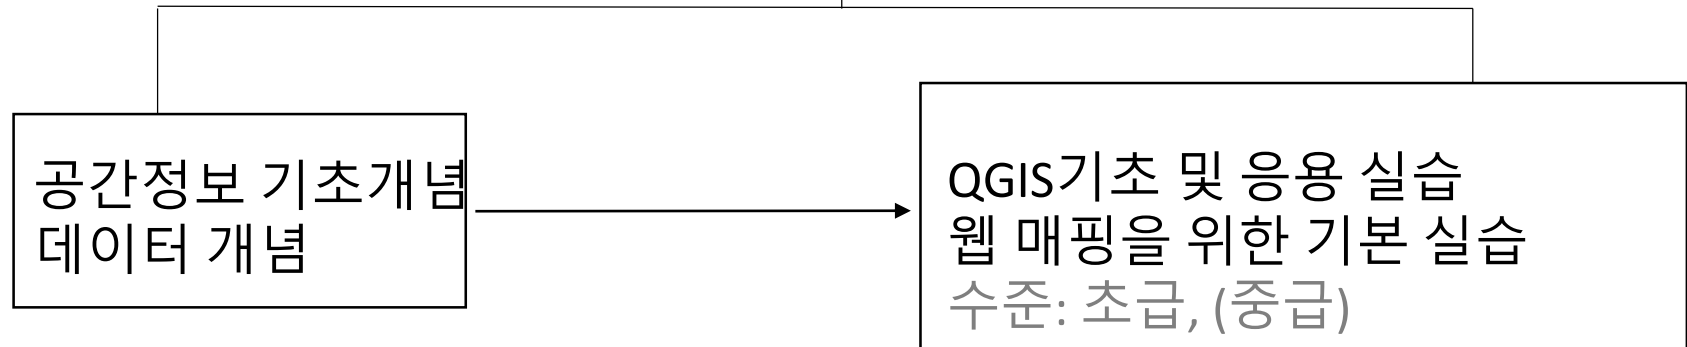 공간정보 기초개념
데이터 개념
QGIS기초 및 응용 실습
웹 매핑을 위한 기본 실습
수준: 초급, (중급)